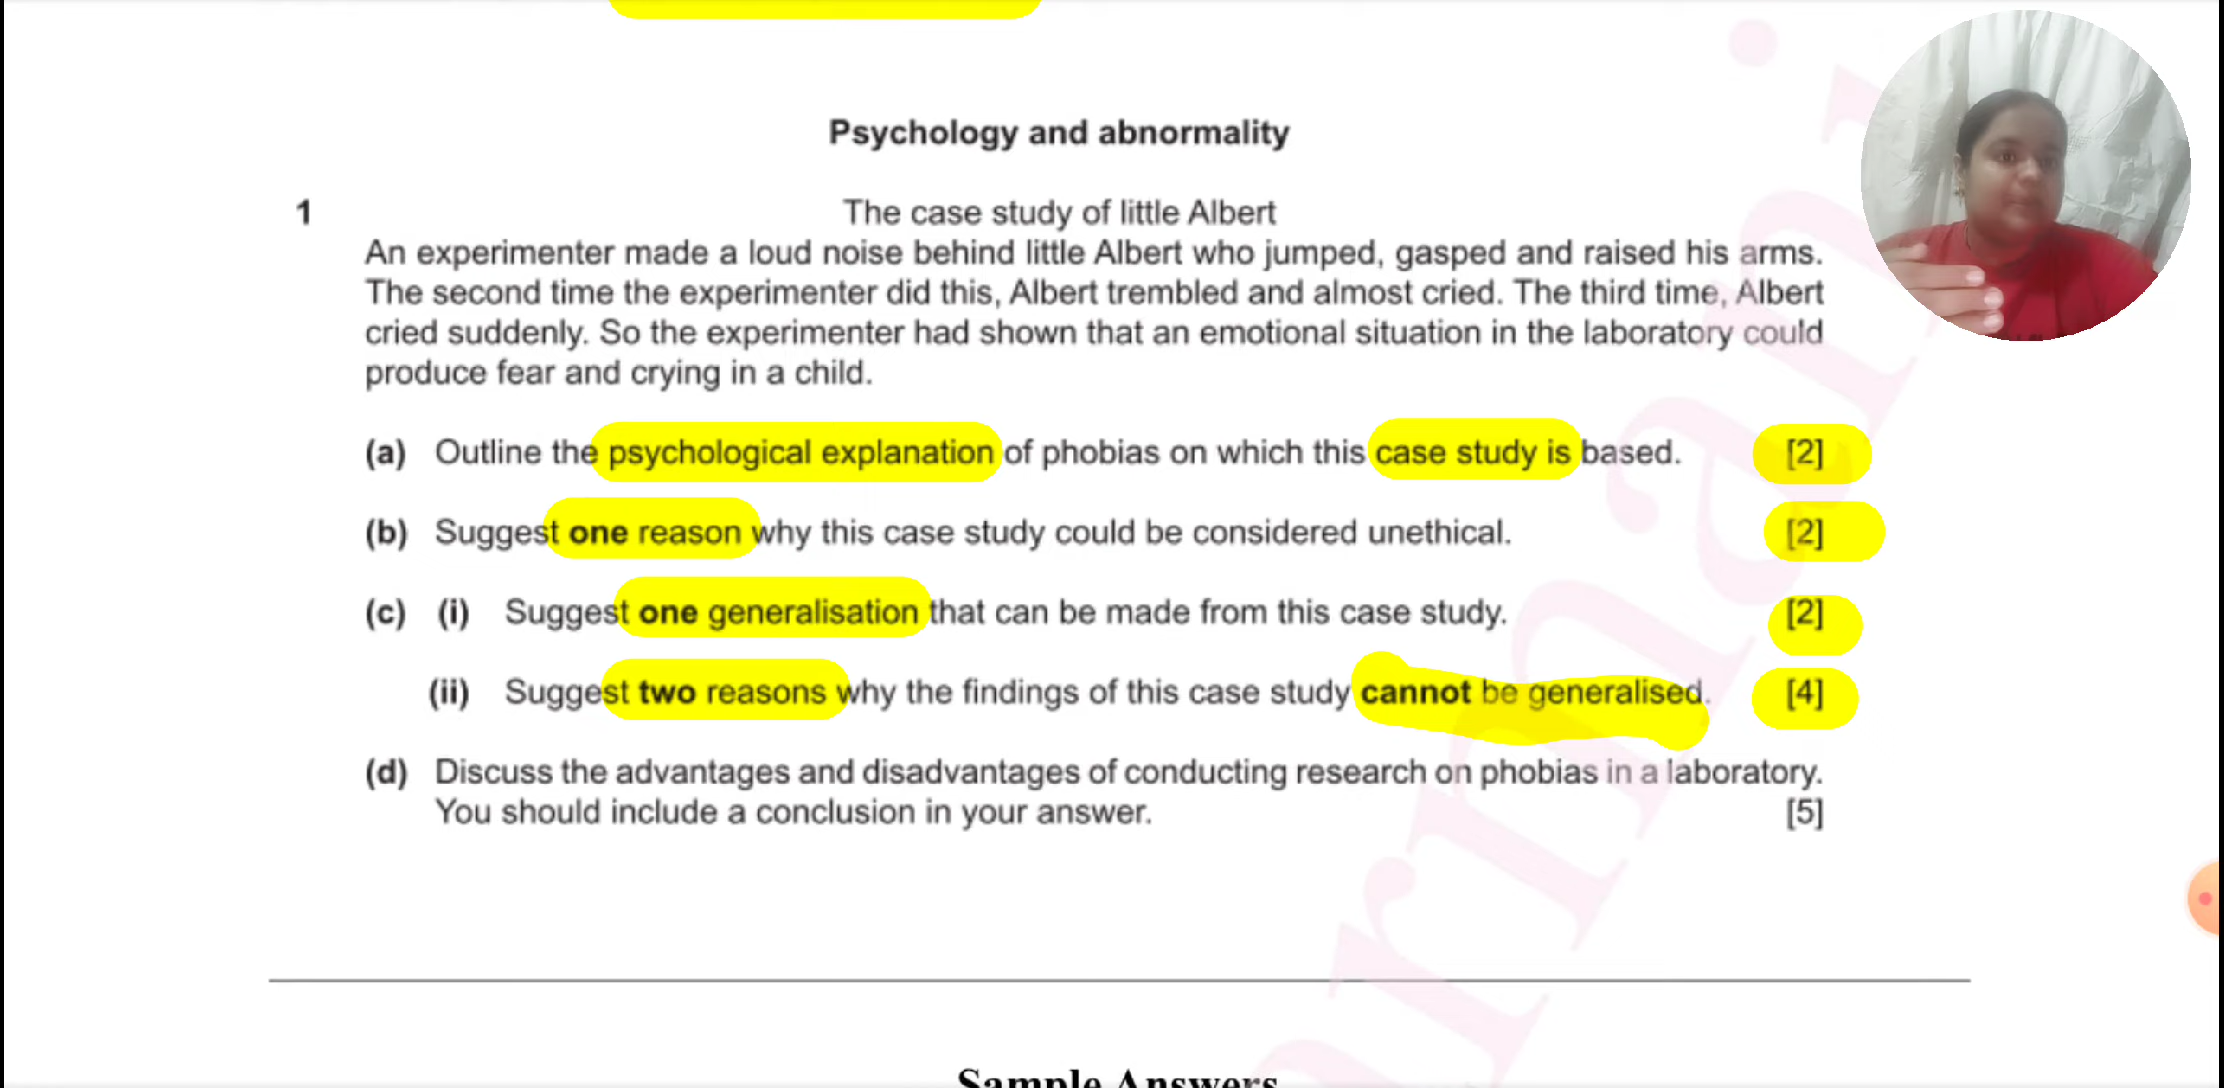 Psychology and abnormality
1 The case study of little Albert
An experimenter made a loud noise behind little Albert who jumped, gasped and raised his arms.
The second time the experimenter did this, Albert trembled and almost cried. The third time, Albert
cried suddenly. So the experimenter had shown that an emotional situation in the laboratory could
produce fear and crying in a child.
(a) Outline the psychological explanation of phobias on which this case study is based. [2]
(b) Suggest one reason why this case study could be considered unethical. [2]
(c) (i) Suggest one generalisation that can be made from this case study. [2]
(ii) Suggest two reasons why the findings of this case study cannot be generalised. [4]
(d) Discuss the advantages and disadvantages of conducting research on phobias in a laboratory.
You should include a conclusion in your answer. [5]
Sample Answers